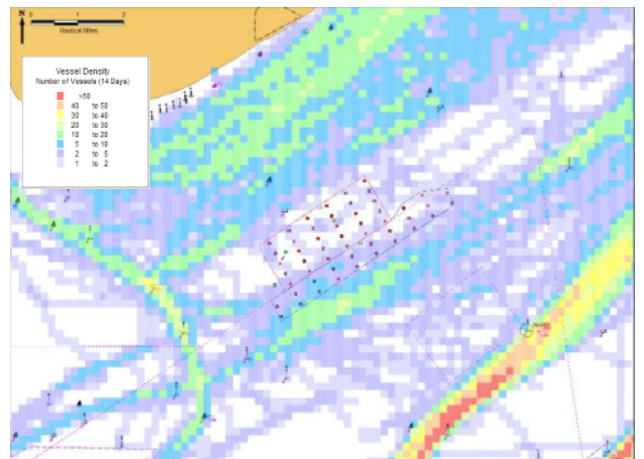 N
0 1 2
Nautical Miles
Vessel Density
Number of Vessels (14 Days)
>50
40 to 50
30 to 40
20 to 30
10 to 20
5 to 10
2 to 5
1 to 2